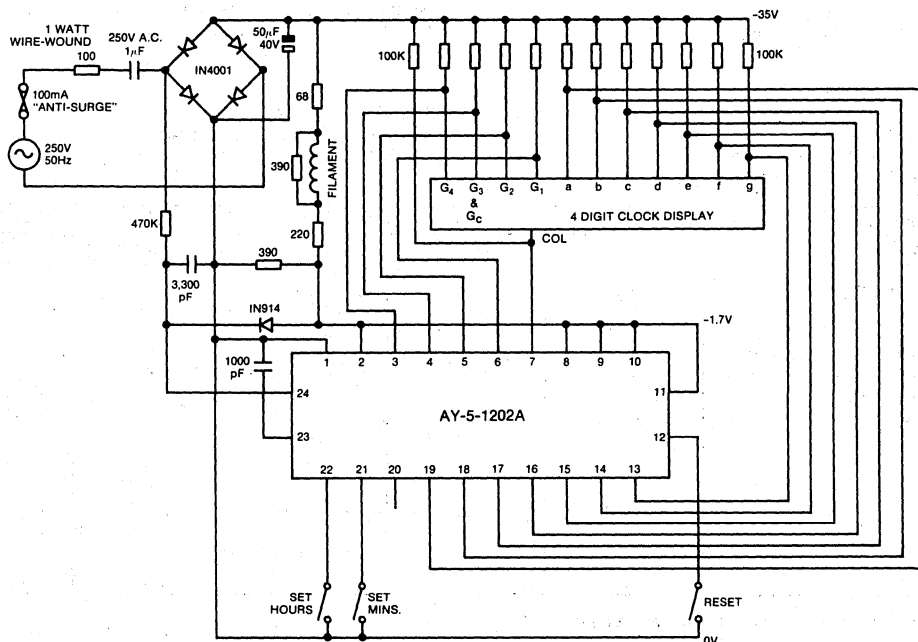 1 WATT
WIRE-WOUND
100
250V A.C.
1µF
IN4001
50µF
40V
-35V
100K
100K
100mA
"ANTI-SURGE"
250V
50Hz
68
390
FILAMENT
220
G4 G3 G2 G1 a b c d e f g
&
GC
4 DIGIT CLOCK DISPLAY
COL
470K
390
3,300
pF
IN914
-1.7V
1 2 3 4 5 6 7 8 9 10
1000
pF
24
11
AY-5-1202A
23
12
22 21 20 19 18 17 16 15 14 13
SET
HOURS
SET
MINS.
RESET
0V